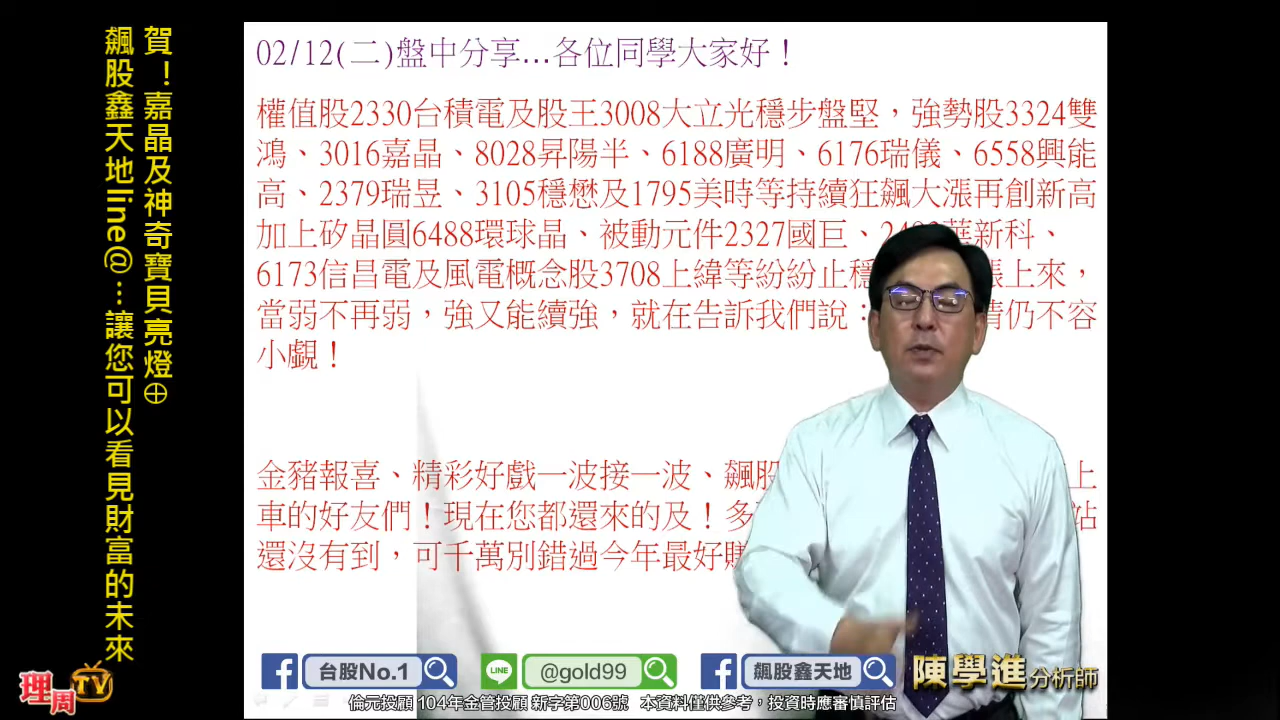 賀！嘉晶及神奇寶貝亮燈⊕
飆股鑫天地line@…讓您可以看見財富的未來
02/12(二)盤中分享...各位同學大家好！
權值股2330台積電及股王3008大立光穩步盤堅，強勢股3324雙
鴻、3016嘉晶、8028昇陽半、6188廣明、6176瑞儀、6558興能
高、2379瑞昱、3105穩懋及1795美時等持續狂飆大漲再創新高
加上矽晶圓6488環球晶、被動元件2327國巨、華新科、
6173信昌電及風電概念股3708上緯等紛紛止穩上來，
當弱不再弱，強又能續強，就在告訴我們說：情仍不容
小覷！
金豬報喜、精彩好戲一波接一波、飆股上
車的好友們！現在您都還來的及！多站
還沒有到，可千萬別錯過今年最好賺
台股No.1
LINE
@gold99
飆股鑫天地
陳學進分析師
理周TV
倫元投顧 104年金管投顧 新字第006號 本資料僅供參考，投資時應審慎評估